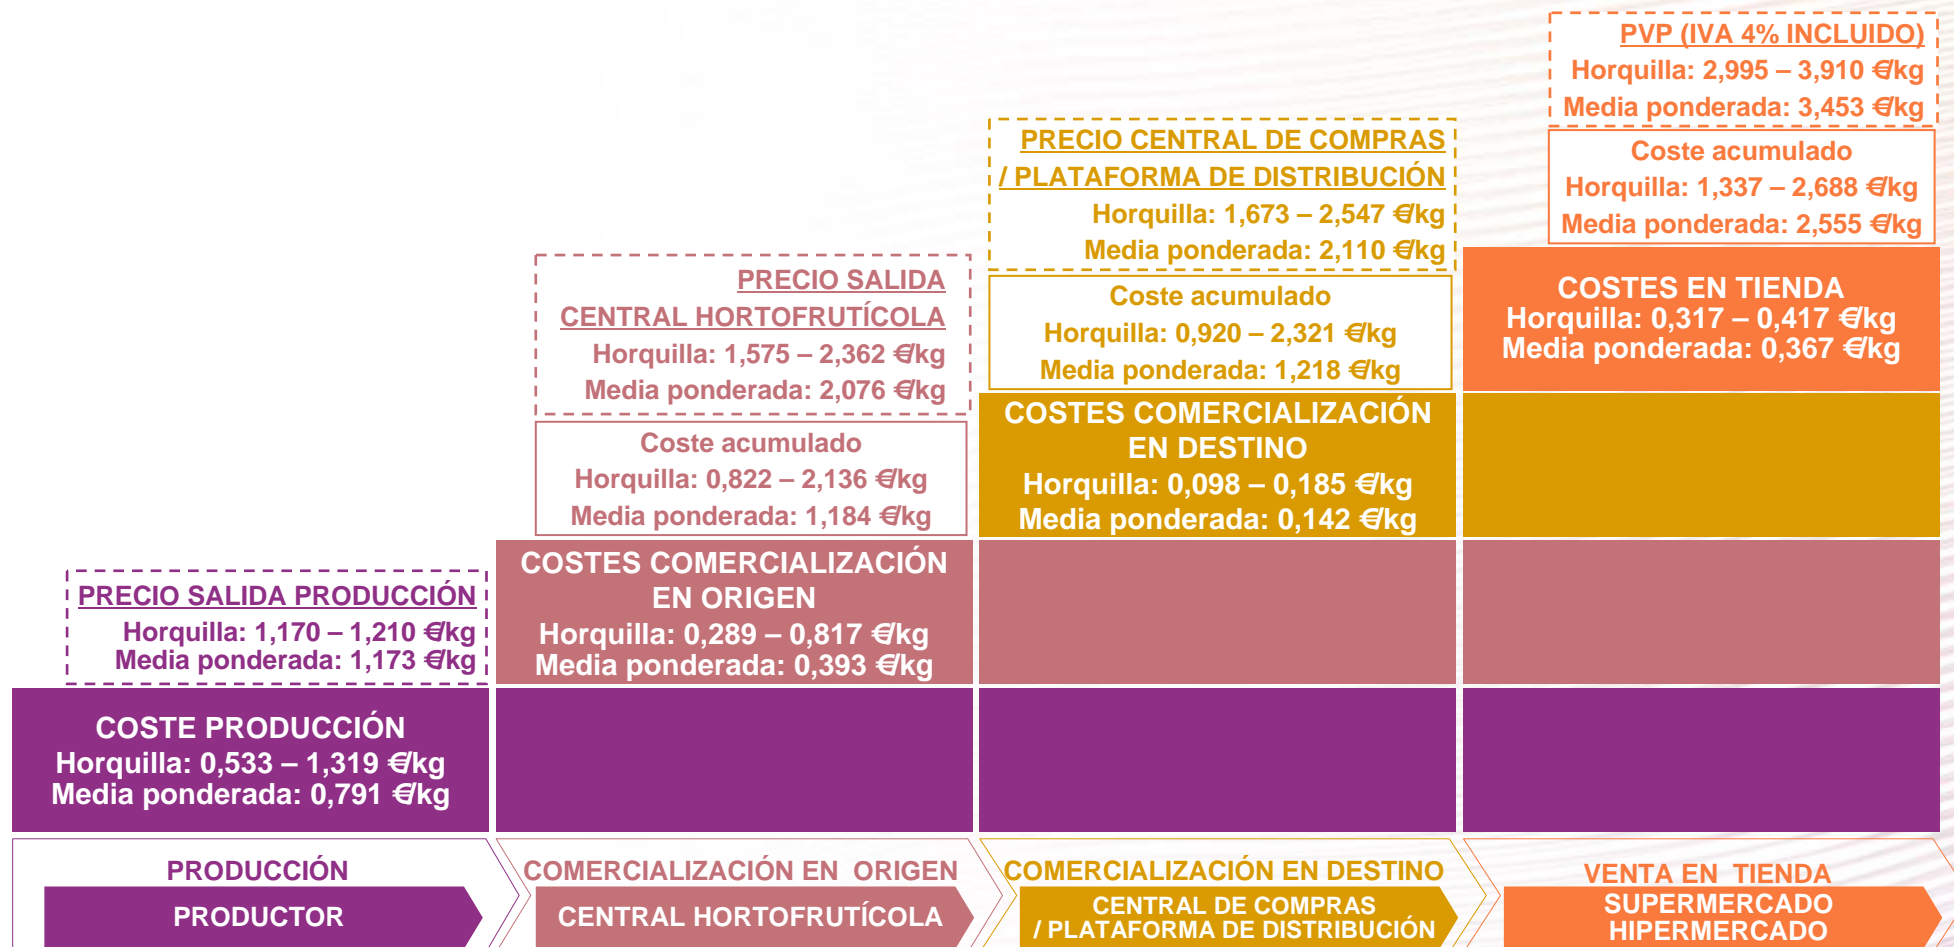 PVP (IVA 4% INCLUIDO)
Horquilla: 2,995 – 3,910 €/kg
Media ponderada: 3,453 €/kg
Coste acumulado
Horquilla: 1,337 – 2,688 €/kg
Media ponderada: 2,555 €/kg
COSTES EN TIENDA
Horquilla: 0,317 – 0,417 €/kg
Media ponderada: 0,367 €/kg
PRECIO CENTRAL DE COMPRAS
/ PLATAFORMA DE DISTRIBUCIÓN
Horquilla: 1,673 – 2,547 €/kg
Media ponderada: 2,110 €/kg
Coste acumulado
Horquilla: 0,920 – 2,321 €/kg
Media ponderada: 1,218 €/kg
COSTES COMERCIALIZACIÓN
EN DESTINO
Horquilla: 0,098 – 0,185 €/kg
Media ponderada: 0,142 €/kg
PRECIO SALIDA
CENTRAL HORTOFRUTÍCOLA
Horquilla: 1,575 – 2,362 €/kg
Media ponderada: 2,076 €/kg
Coste acumulado
Horquilla: 0,822 – 2,136 €/kg
Media ponderada: 1,184 €/kg
COSTES COMERCIALIZACIÓN
EN ORIGEN
Horquilla: 0,289 – 0,817 €/kg
Media ponderada: 0,393 €/kg
PRECIO SALIDA PRODUCCIÓN
Horquilla: 1,170 – 1,210 €/kg
Media ponderada: 1,173 €/kg
COSTE PRODUCCIÓN
Horquilla: 0,533 – 1,319 €/kg
Media ponderada: 0,791 €/kg
PRODUCCIÓN
PRODUCTOR
COMERCIALIZACIÓN EN ORIGEN
CENTRAL HORTOFRUTÍCOLA
COMERCIALIZACIÓN EN DESTINO
CENTRAL DE COMPRAS
/ PLATAFORMA DE DISTRIBUCIÓN
VENTA EN TIENDA
SUPERMERCADO
HIPERMERCADO